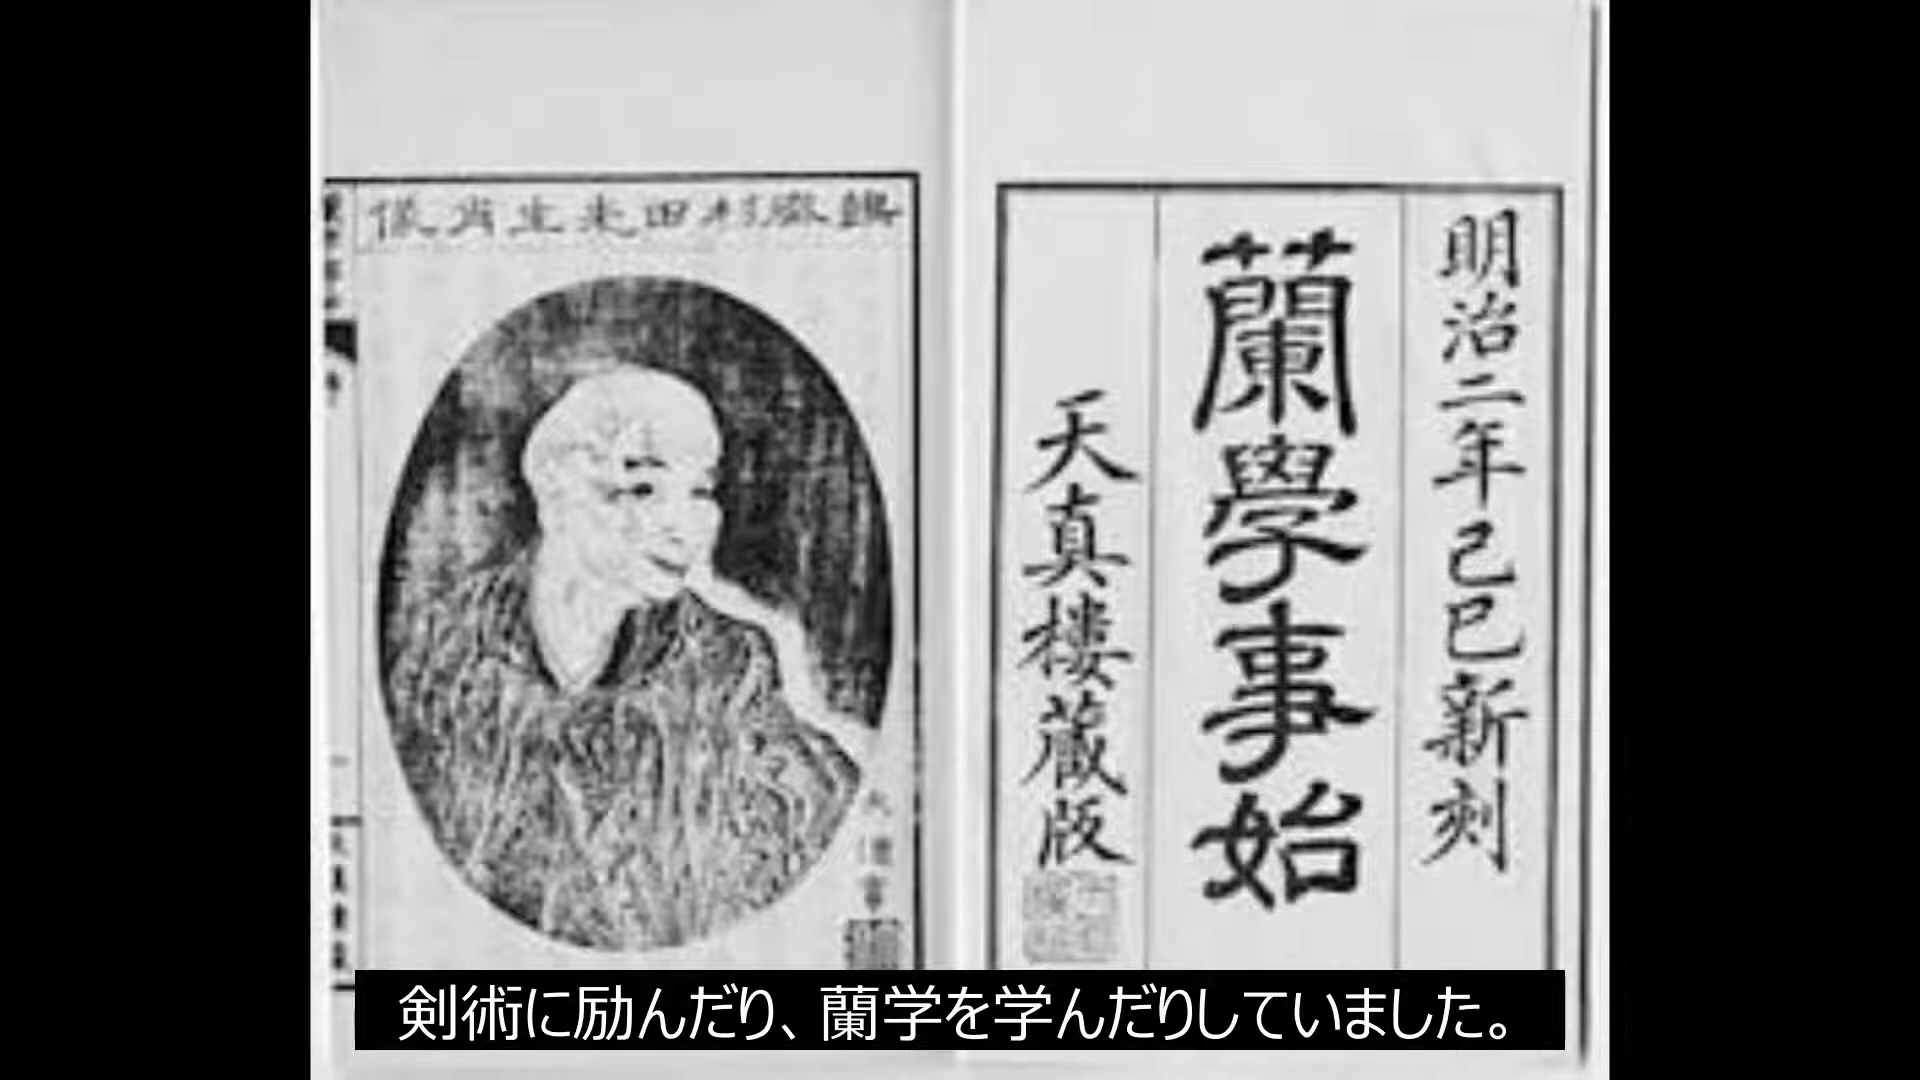 明治二年己巳新刻
蘭學事始
天真樓蔵版
鷧齋杉田先生肖像
剣術に励んだり、蘭学を学んだりしていました。